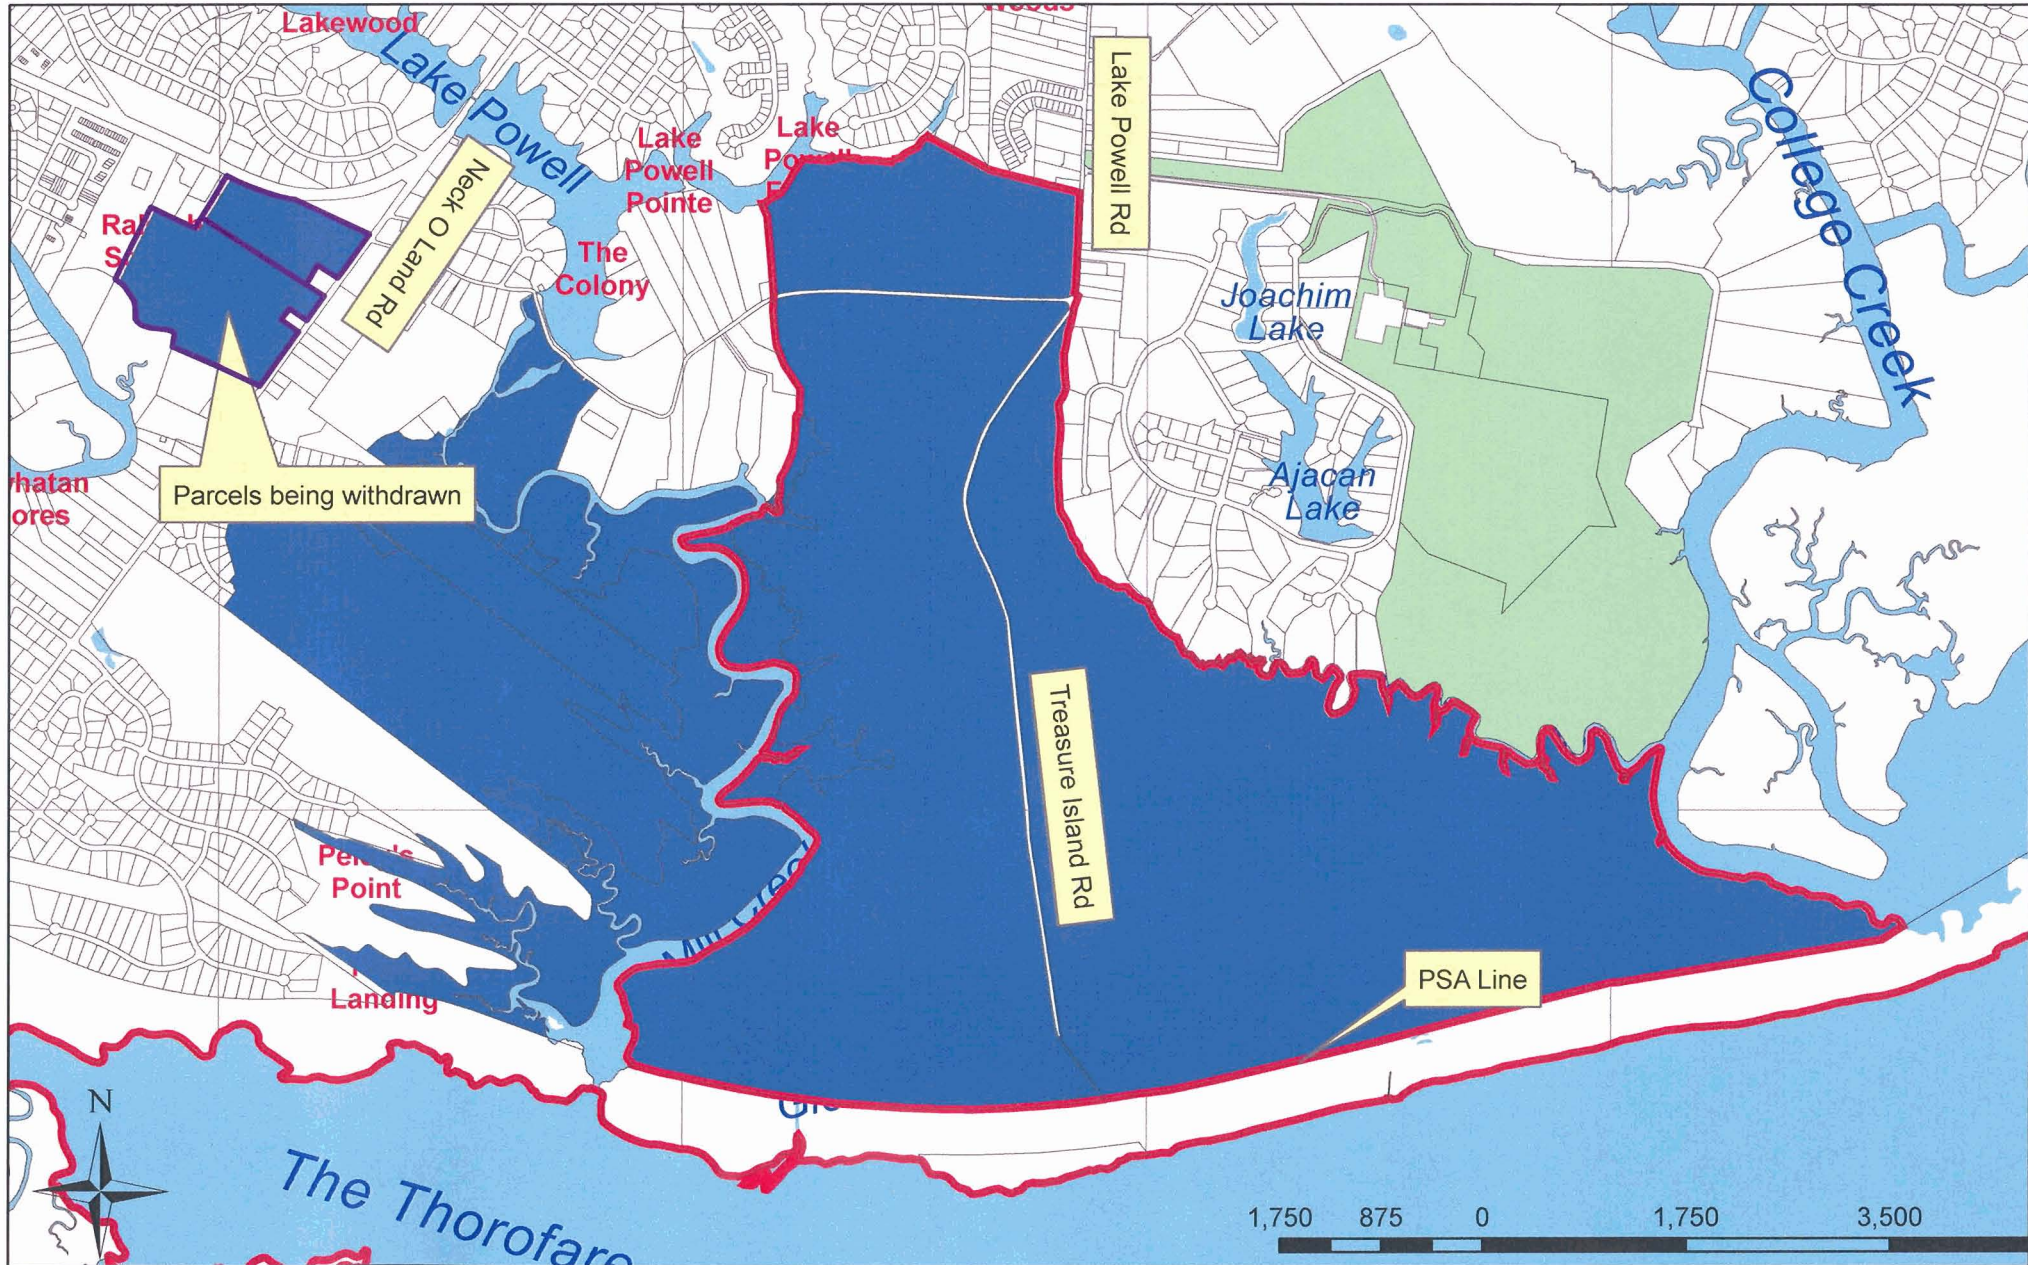 Lakewood
Lake Powell
Lake Powell Rd
College Creek
Neck O Land Rd
Lake
Powell
Pointe
Lake
The
Colony
Joachim
Lake
Ajacan
Lake
Parcels being withdrawn
Treasure Island Rd
Point
Landing
PSA Line
N
The Thorofare
1,750 875 0 1,750 3,500